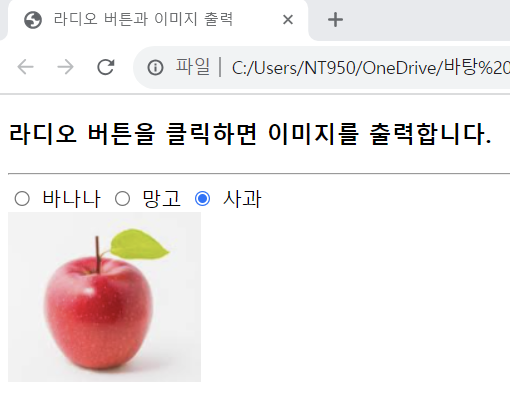 라디오 버튼과 이미지 출력
파일 | C:/Users/NT950/OneDrive/바탕%20
라디오 버튼을 클릭하면 이미지를 출력합니다.
바나나 망고 사과